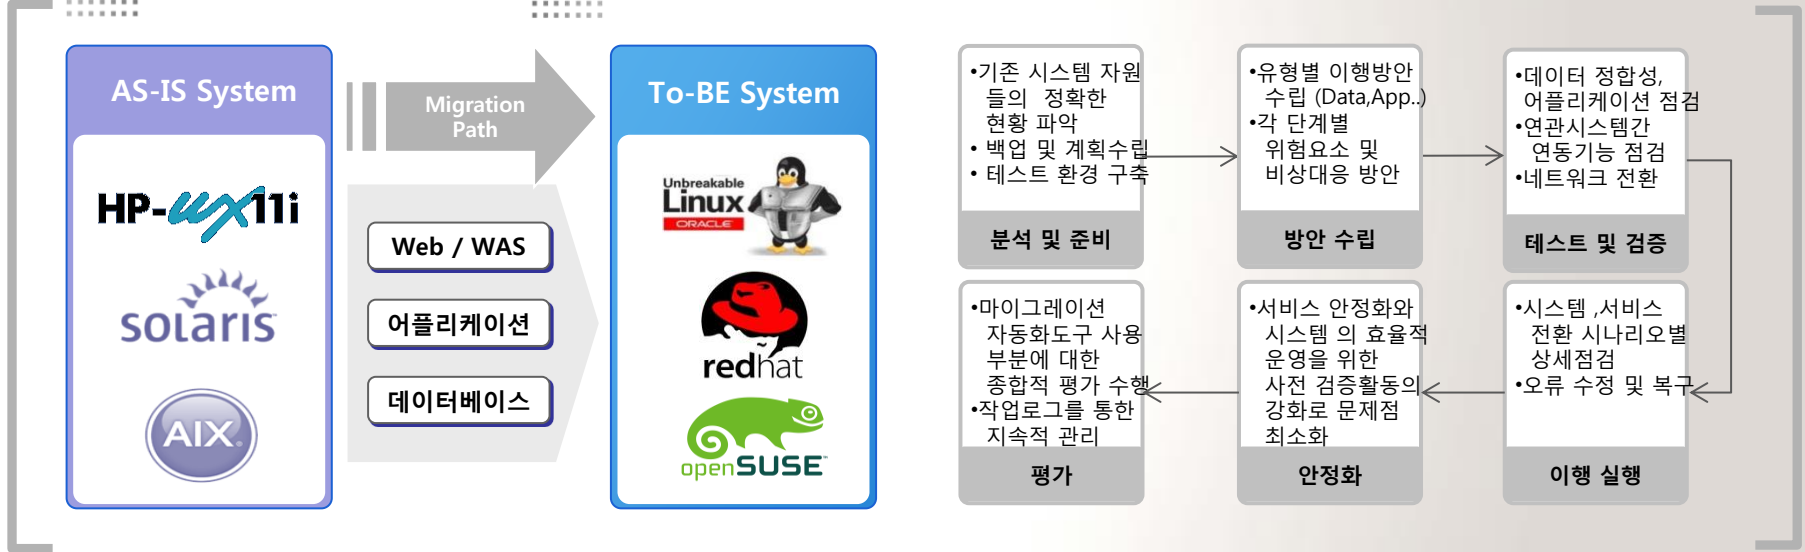 AS-IS System
HP-ux11i
solaris
AIX
Migration
Path
Web / WAS
어플리케이션
데이터베이스
To-BE System
Unbreakable
Linux
ORACLE
redhat
openSUSE
•기존 시스템 자원
들의 정확한
현황 파악
• 백업 및 계획수립
• 테스트 환경 구축
분석 및 준비
•유형별 이행방안
수립 (Data,App..)
•각 단계별
위험요소 및
비상대응 방안
방안 수립
•데이터 정합성,
어플리케이션 점검
•연관시스템간
연동기능 점검
•네트워크 전환
테스트 및 검증
•시스템 ,서비스
전환 시나리오별
상세점검
•오류 수정 및 복구
이행 실행
•서비스 안정화와
시스템 의 효율적
운영을 위한
사전 검증활동의
강화로 문제점
최소화
안정화
•마이그레이션
자동화도구 사용
부분에 대한
종합적 평가 수행
•작업로그를 통한
지속적 관리
평가